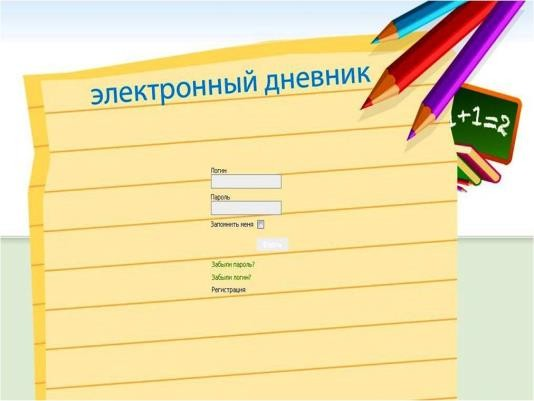 электронный дневник
1+1=2
Логин
Пароль
Запомнить меня
Забыли пароль?
Забыли логин?
Регистрация